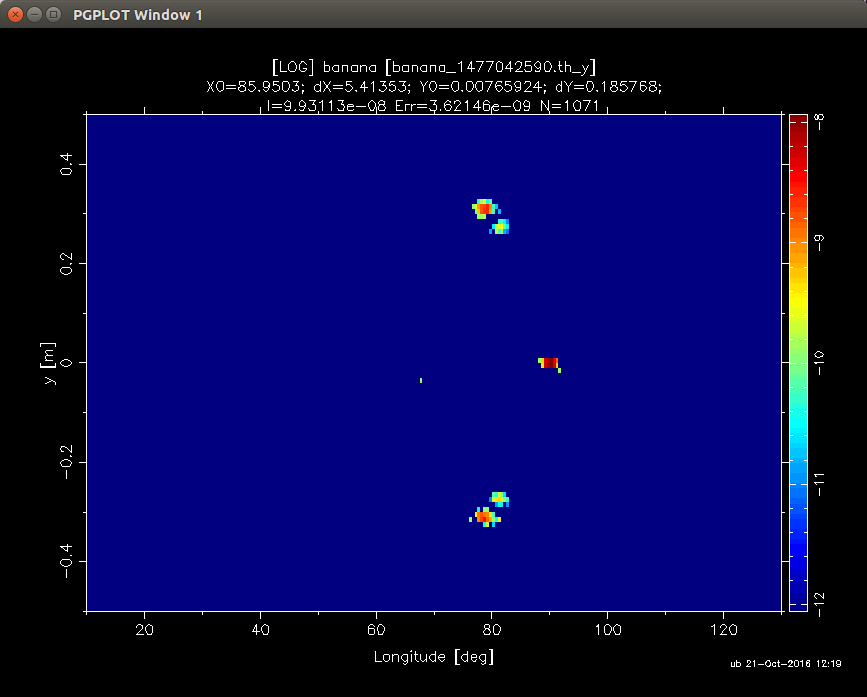 PGPLOT Window 1
[LOG] banana [banana_1477042590.th_y]
X0=85.9503; dX=5.41353; Y0=0.00765924; dY=0.185768;
I=9.93113e-08 Err=3.62146e-09 N=1071
0.4
0.2
0
-0.2
-0.4
y [m]
-8
-9
-10
-11
-12
20 40 60 80 100 120
Longitude [deg]
ub 21-Oct-2016 12:19